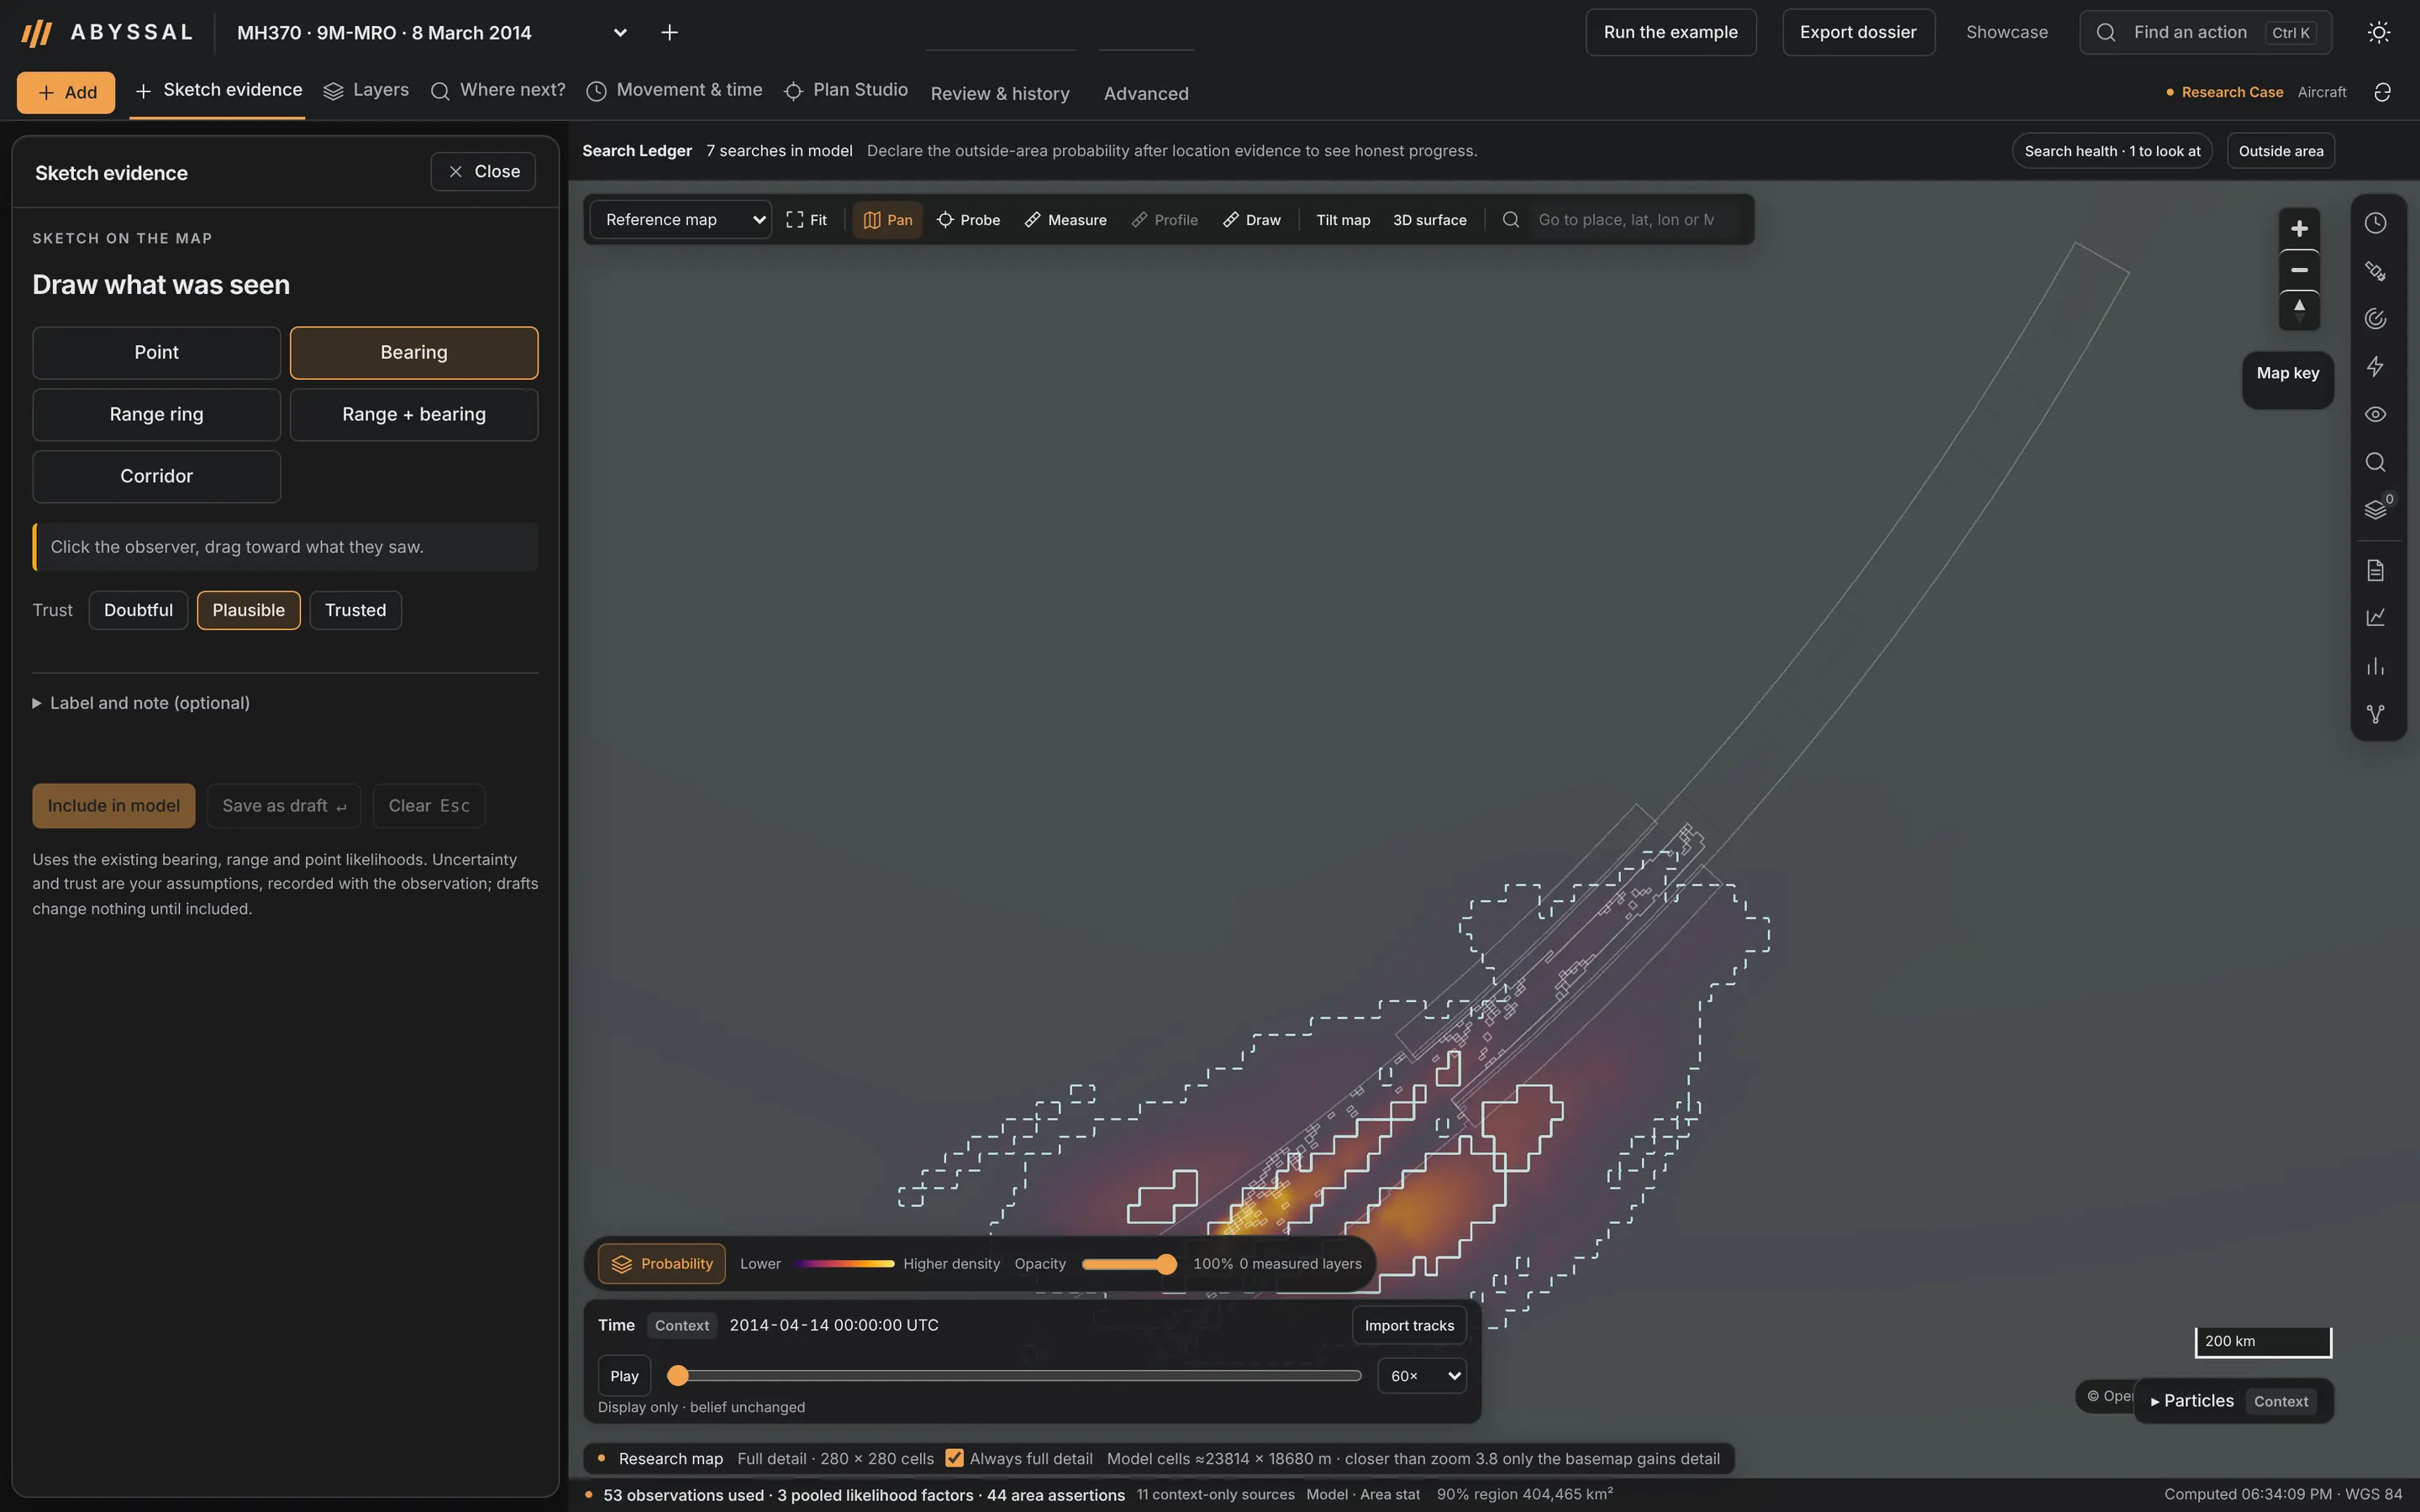 ABYSSAL MH370 · 9M-MRO · 8 March 2014 Run the example Export dossier Showcase Find an action Ctrl K
Add Sketch evidence Layers Where next? Movement & time Plan Studio Review & history Advanced Research Case Aircraft
Sketch evidence Close
SKETCH ON THE MAP
Draw what was seen
Point Bearing
Range ring Range + bearing
Corridor
Click the observer, drag toward what they saw.
Trust Doubtful Plausible Trusted
Label and note (optional)
Include in model Save as draft ↵ Clear Esc
Uses the existing bearing, range and point likelihoods. Uncertainty
and trust are your assumptions, recorded with the observation; drafts
change nothing until included.
Search Ledger 7 searches in model Declare the outside-area probability after location evidence to see honest progress. Search health · 1 to look at Outside area
Reference map Fit Pan Probe Measure Profile Draw Tilt map 3D surface Go to place, lat, lon or M
Map key
0
Probability Lower Higher density Opacity 100% 0 measured layers
Time Context 2014-04-14 00:00:00 UTC Import tracks
Play 60×
Display only · belief unchanged
200 km
© Ope Particles Context
Research map Full detail · 280 × 280 cells Always full detail Model cells ≈23814 × 18680 m · closer than zoom 3.8 only the basemap gains detail
53 observations used · 3 pooled likelihood factors · 44 area assertions 11 context-only sources Model · Area stat 90% region 404,465 km² Computed 06:34:09 PM · WGS 84